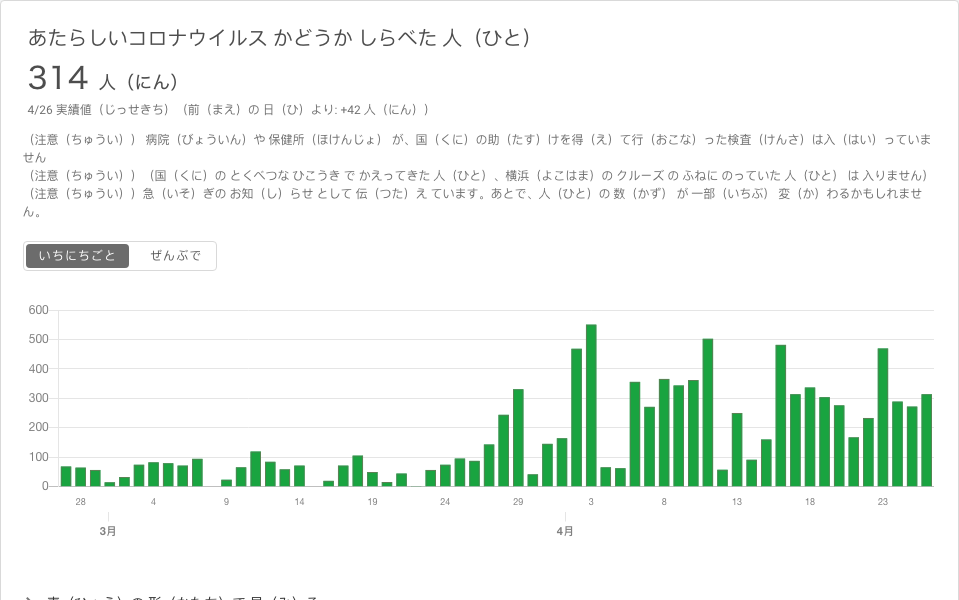 あたらしいコロナウイルス かどうか しらべた 人（ひと）
314 人（にん）
4/26 実績値（じっせきち）（前（まえ）の 日（ひ）より: +42 人（にん））
（注意（ちゅうい））病院（びょういん）や 保健所（ほけんじょ） が、国（くに）の助（たす）けを得（え）て行（おこな）った検査（けんさ）は入（はい）っていま
せん
（注意（ちゅうい））（国（くに）の とくべつな ひこうき で かえってきた 人（ひと）、横浜（よこはま）の クルーズ の ふねに のっていた 人（ひと） は 入りません）
（注意（ちゅうい））急（いそ）ぎの お知（し）らせ として 伝（つた）え ています。あとで、人（ひと）の 数（かず） が 一部（いちぶ） 変（か）わるかもしれませ
ん。
いちにちごと ぜんぶで
600
500
400
300
200
100
0
28 4 9 14 19 24 29 3 8 13 18 23
3月 4月